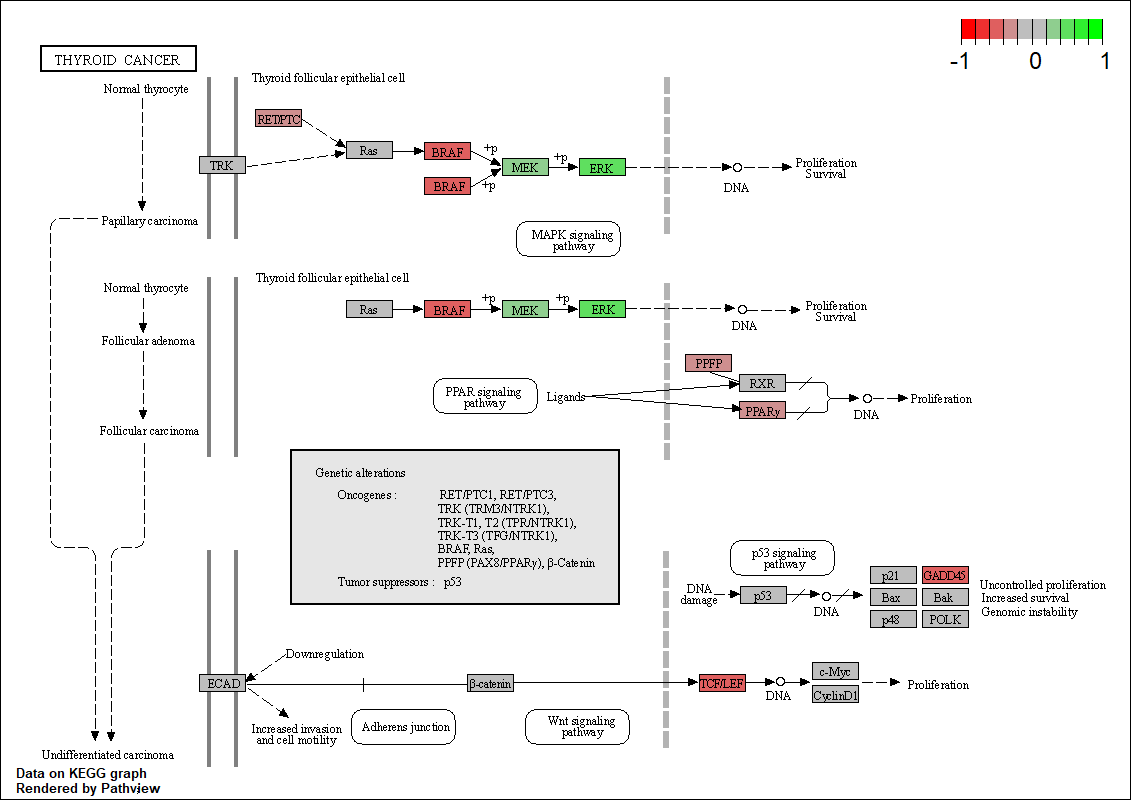 THYROID CANCER
-1 0 1
Normal thyrocyte
Papillary carcinoma
Thyroid follicular epithelial cell
RET/PTC
TRK
Ras
BRAF
BRAF
+p
+p
MEK
+p
ERK
DNA
Proliferation
Survival
MAPK signaling
pathway
Normal thyrocyte
Follicular adenoma
Follicular carcinoma
Thyroid follicular epithelial cell
Ras
BRAF
+p
MEK
+p
ERK
DNA
Proliferation
Survival
PPAR signaling
pathway
Ligands
PPFP
RXR
PPARγ
DNA
Proliferation
Genetic alterations
Oncogenes :
RET/PTC1, RET/PTC3,
TRK (TRM3/NTRK1),
TRK-T1, T2 (TPR/NTRK1),
TRK-T3 (TFG/NTRK1),
BRAF, Ras,
PPFP (PAX8/PPARγ), β-Catenin
Tumor suppressors : p53
p53 signaling
pathway
DNA
damage
p53
DNA
p21
GADD45
Bax
Bak
p48
POLK
Uncontrolled proliferation
Increased survival
Genomic instability
Downregulation
ECAD
Increased invasion
and cell motility
Adherens junction
β-catenin
Wnt signaling
pathway
TCF/LEF
DNA
c-Myc
CyclinD1
Proliferation
Undifferentiated carcinoma
Data on KEGG graph
Rendered by Pathview